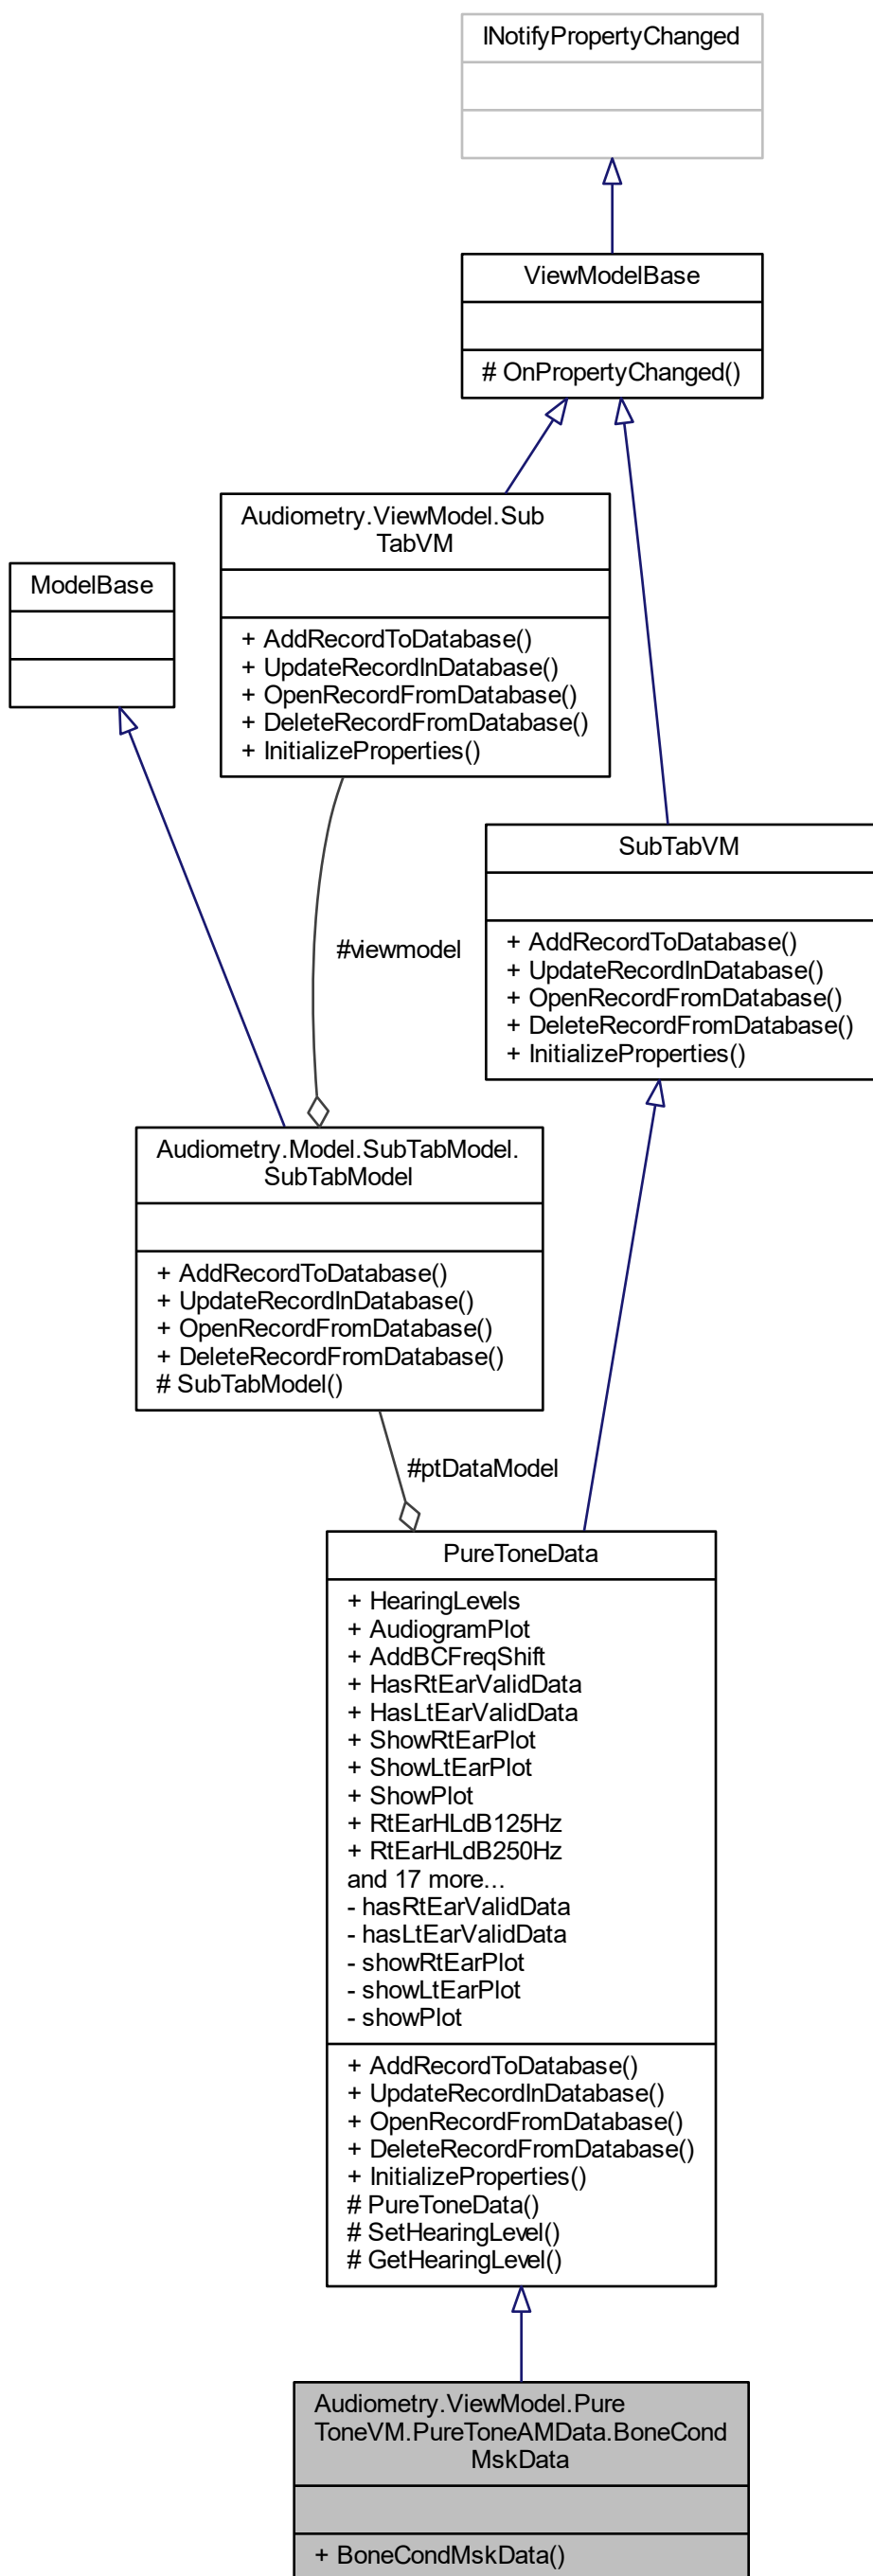 INotifyPropertyChanged
ViewModelBase
# OnPropertyChanged()
Audiometry.ViewModel.Sub
TabVM
+ AddRecordToDatabase()
+ UpdateRecordInDatabase()
+ OpenRecordFromDatabase()
+ DeleteRecordFromDatabase()
+ InitializeProperties()
ModelBase
SubTabVM
+ AddRecordToDatabase()
+ UpdateRecordInDatabase()
+ OpenRecordFromDatabase()
+ DeleteRecordFromDatabase()
+ InitializeProperties()
#viewmodel
Audiometry.Model.SubTabModel.
SubTabModel
+ AddRecordToDatabase()
+ UpdateRecordInDatabase()
+ OpenRecordFromDatabase()
+ DeleteRecordFromDatabase()
# SubTabModel()
#ptDataModel
PureToneData
+ HearingLevels
+ AudiogramPlot
+ AddBCFreqShift
+ HasRtEarValidData
+ HasLtEarValidData
+ ShowRtEarPlot
+ ShowLtEarPlot
+ ShowPlot
+ RtEarHLdB125Hz
+ RtEarHLdB250Hz
and 17 more...
- hasRtEarValidData
- hasLtEarValidData
- showRtEarPlot
- showLtEarPlot
- showPlot
+ AddRecordToDatabase()
+ UpdateRecordInDatabase()
+ OpenRecordFromDatabase()
+ DeleteRecordFromDatabase()
+ InitializeProperties()
# PureToneData()
# SetHearingLevel()
# GetHearingLevel()
Audiometry.ViewModel.Pure
ToneVM.PureToneAMData.BoneCond
MskData
+ BoneCondMskData()